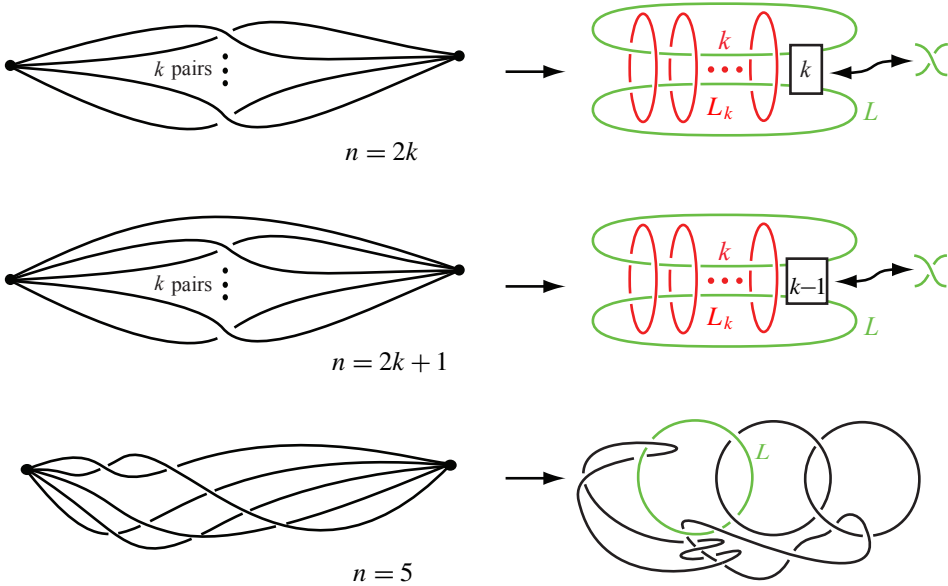 k pairs
n = 2k
k
L_k
k
L
k pairs
n = 2k + 1
k
L_k
k−1
L
n = 5
L